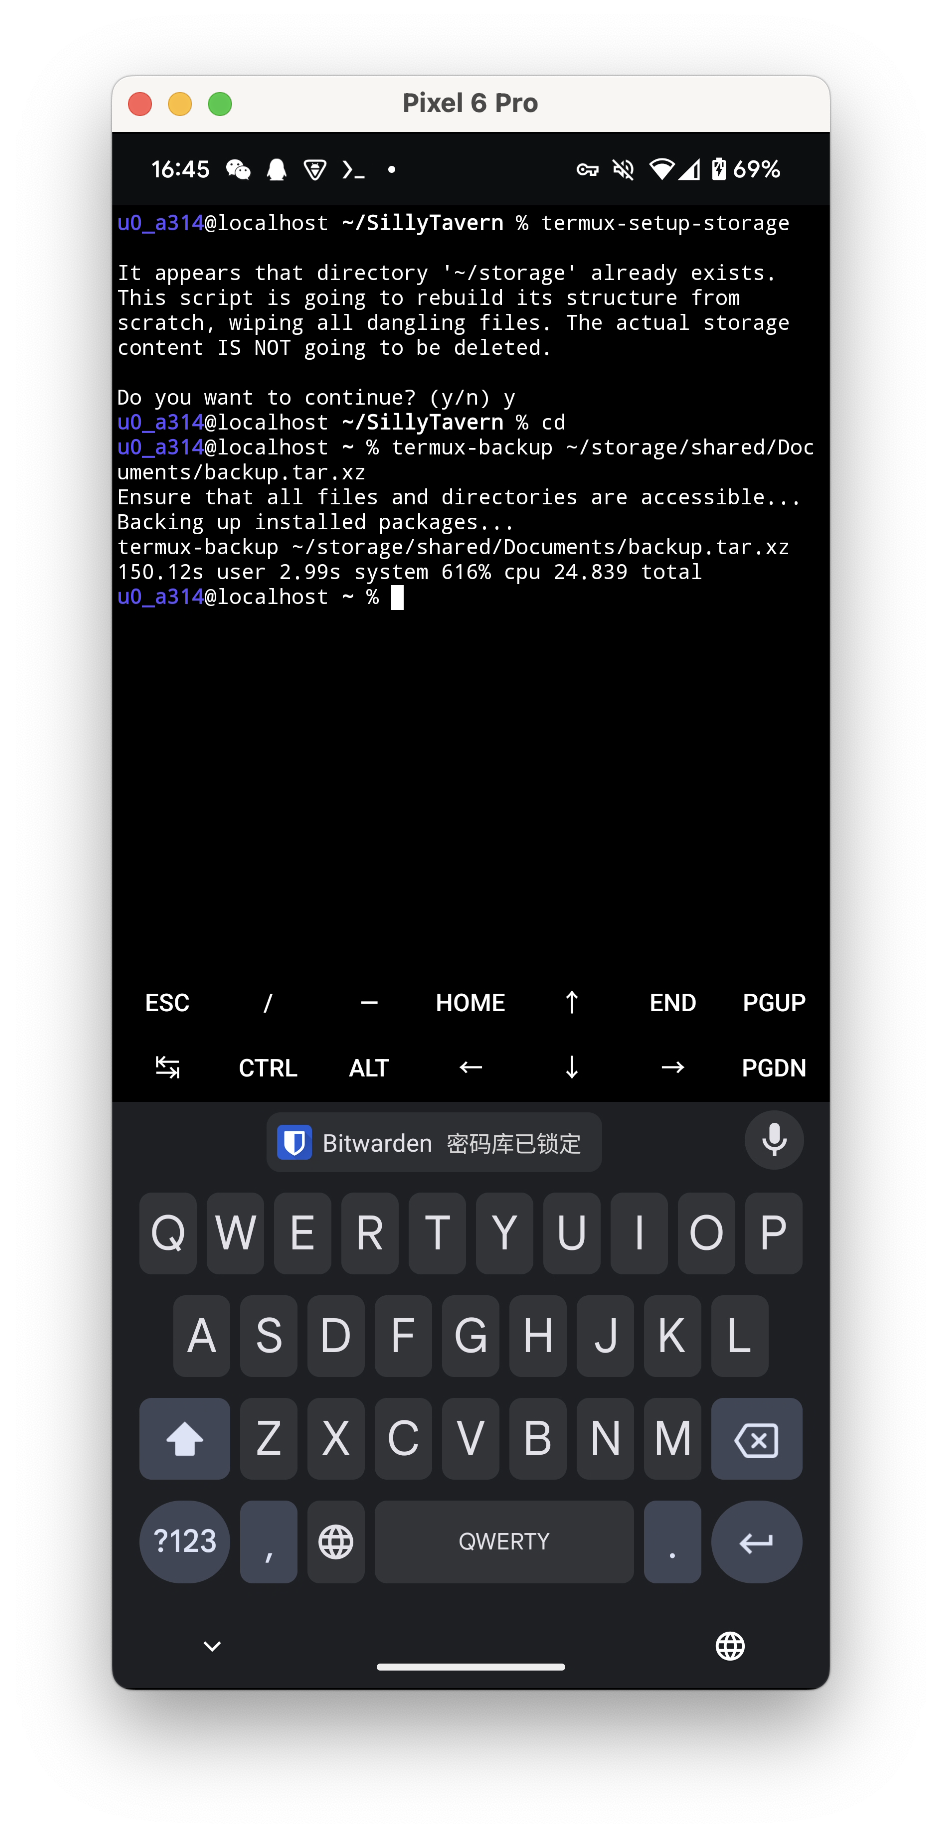 Pixel 6 Pro
16:45 69%
u0_a314@localhost ~/SillyTavern % termux-setup-storage
It appears that directory '~/storage' already exists.
This script is going to rebuild its structure from
scratch, wiping all dangling files. The actual storage
content IS NOT going to be deleted.
Do you want to continue? (y/n) y
u0_a314@localhost ~/SillyTavern % cd
u0_a314@localhost ~ % termux-backup ~/storage/shared/Doc
uments/backup.tar.xz
Ensure that all files and directories are accessible...
Backing up installed packages...
termux-backup ~/storage/shared/Documents/backup.tar.xz
150.12s user 2.99s system 616% cpu 24.839 total
u0_a314@localhost ~ %
ESC / — HOME ↑ END PGUP
↹ CTRL ALT ← ↓ → PGDN
Bitwarden 密码库已锁定
Q W E R T Y U I O P
A S D F G H J K L
Z X C V B N M
?123 , QWERTY .